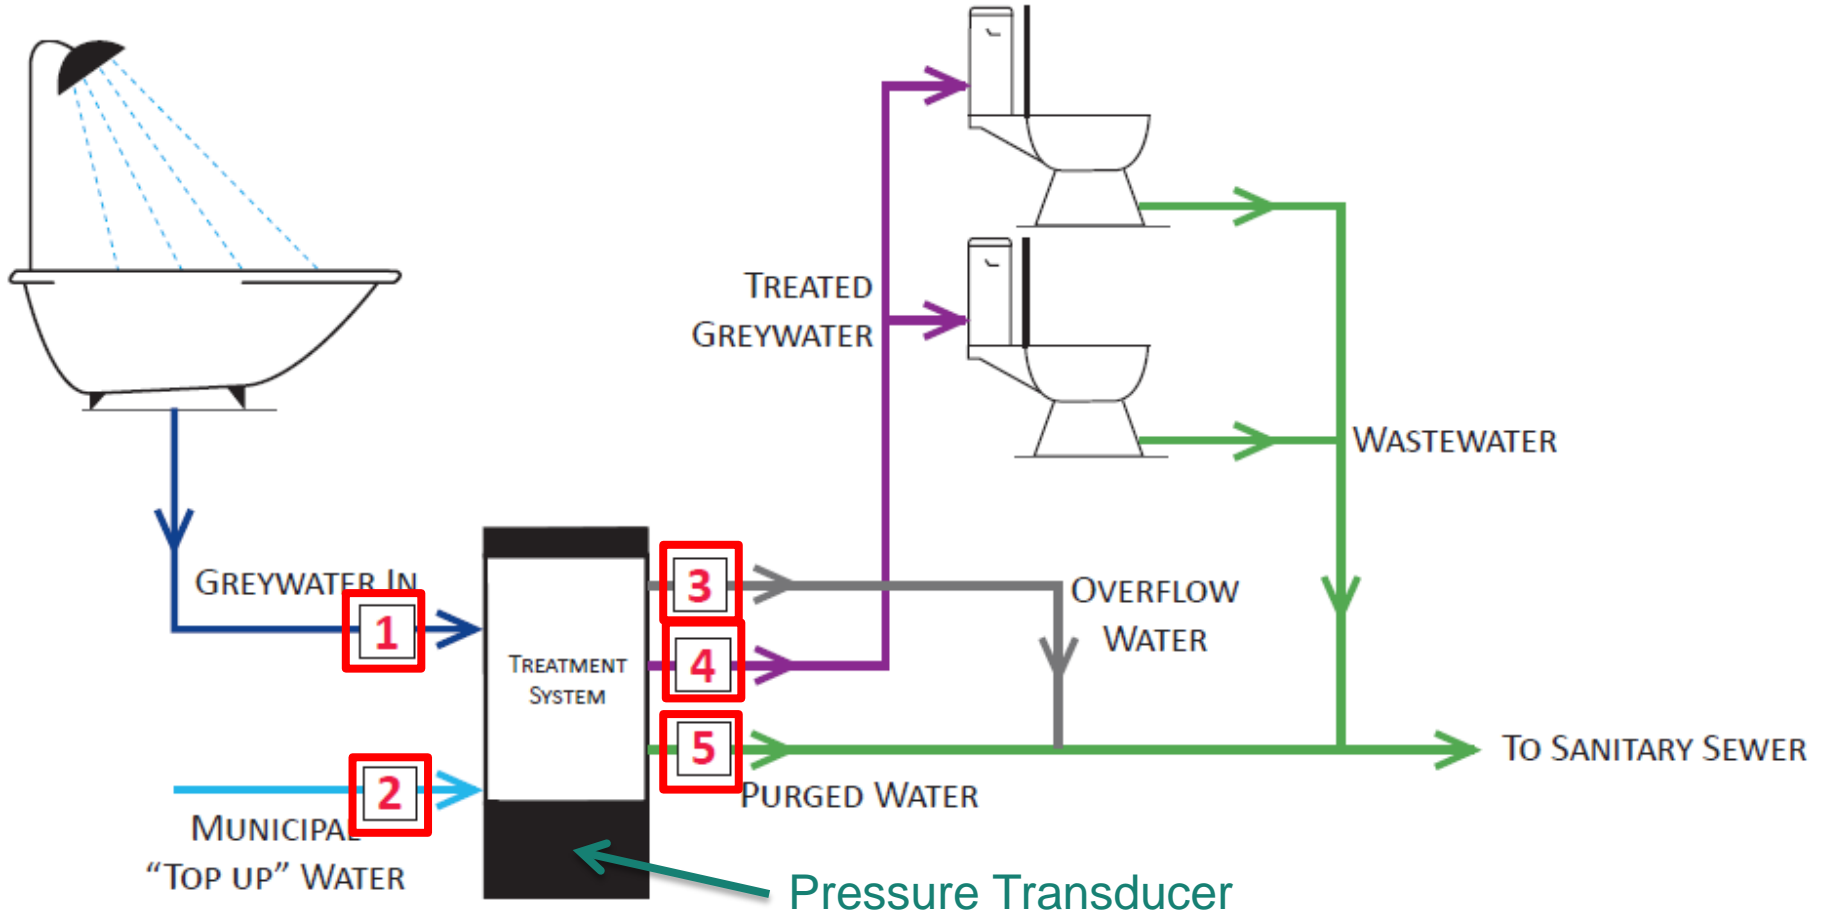 TREATED
GREYWATER
WASTEWATER
GREYWATER IN
1
3
OVERFLOW
WATER
4
TREATMENT
SYSTEM
5
TO SANITARY SEWER
2
PURGED WATER
MUNICIPAL
“TOP UP” WATER
Pressure Transducer